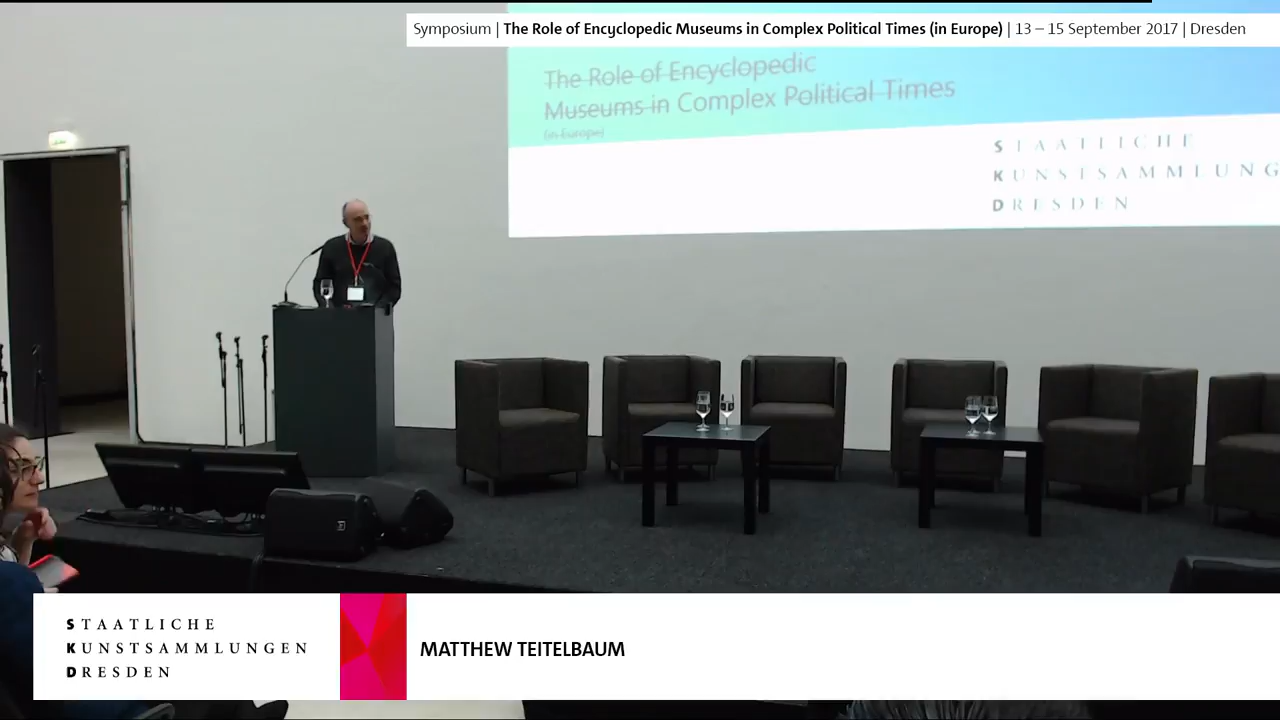 Symposium | The Role of Encyclopedic Museums in Complex Political Times (in Europe) | 13 – 15 September 2017 | Dresden
The Role of Encyclopedic
Museums in Complex Political Times
(in Europe)
STAATLICHE
KUNSTSAMMLUNG
DRESDEN
STAATLICHE
KUNSTSAMMLUNGEN
DRESDEN
MATTHEW TEITELBAUM